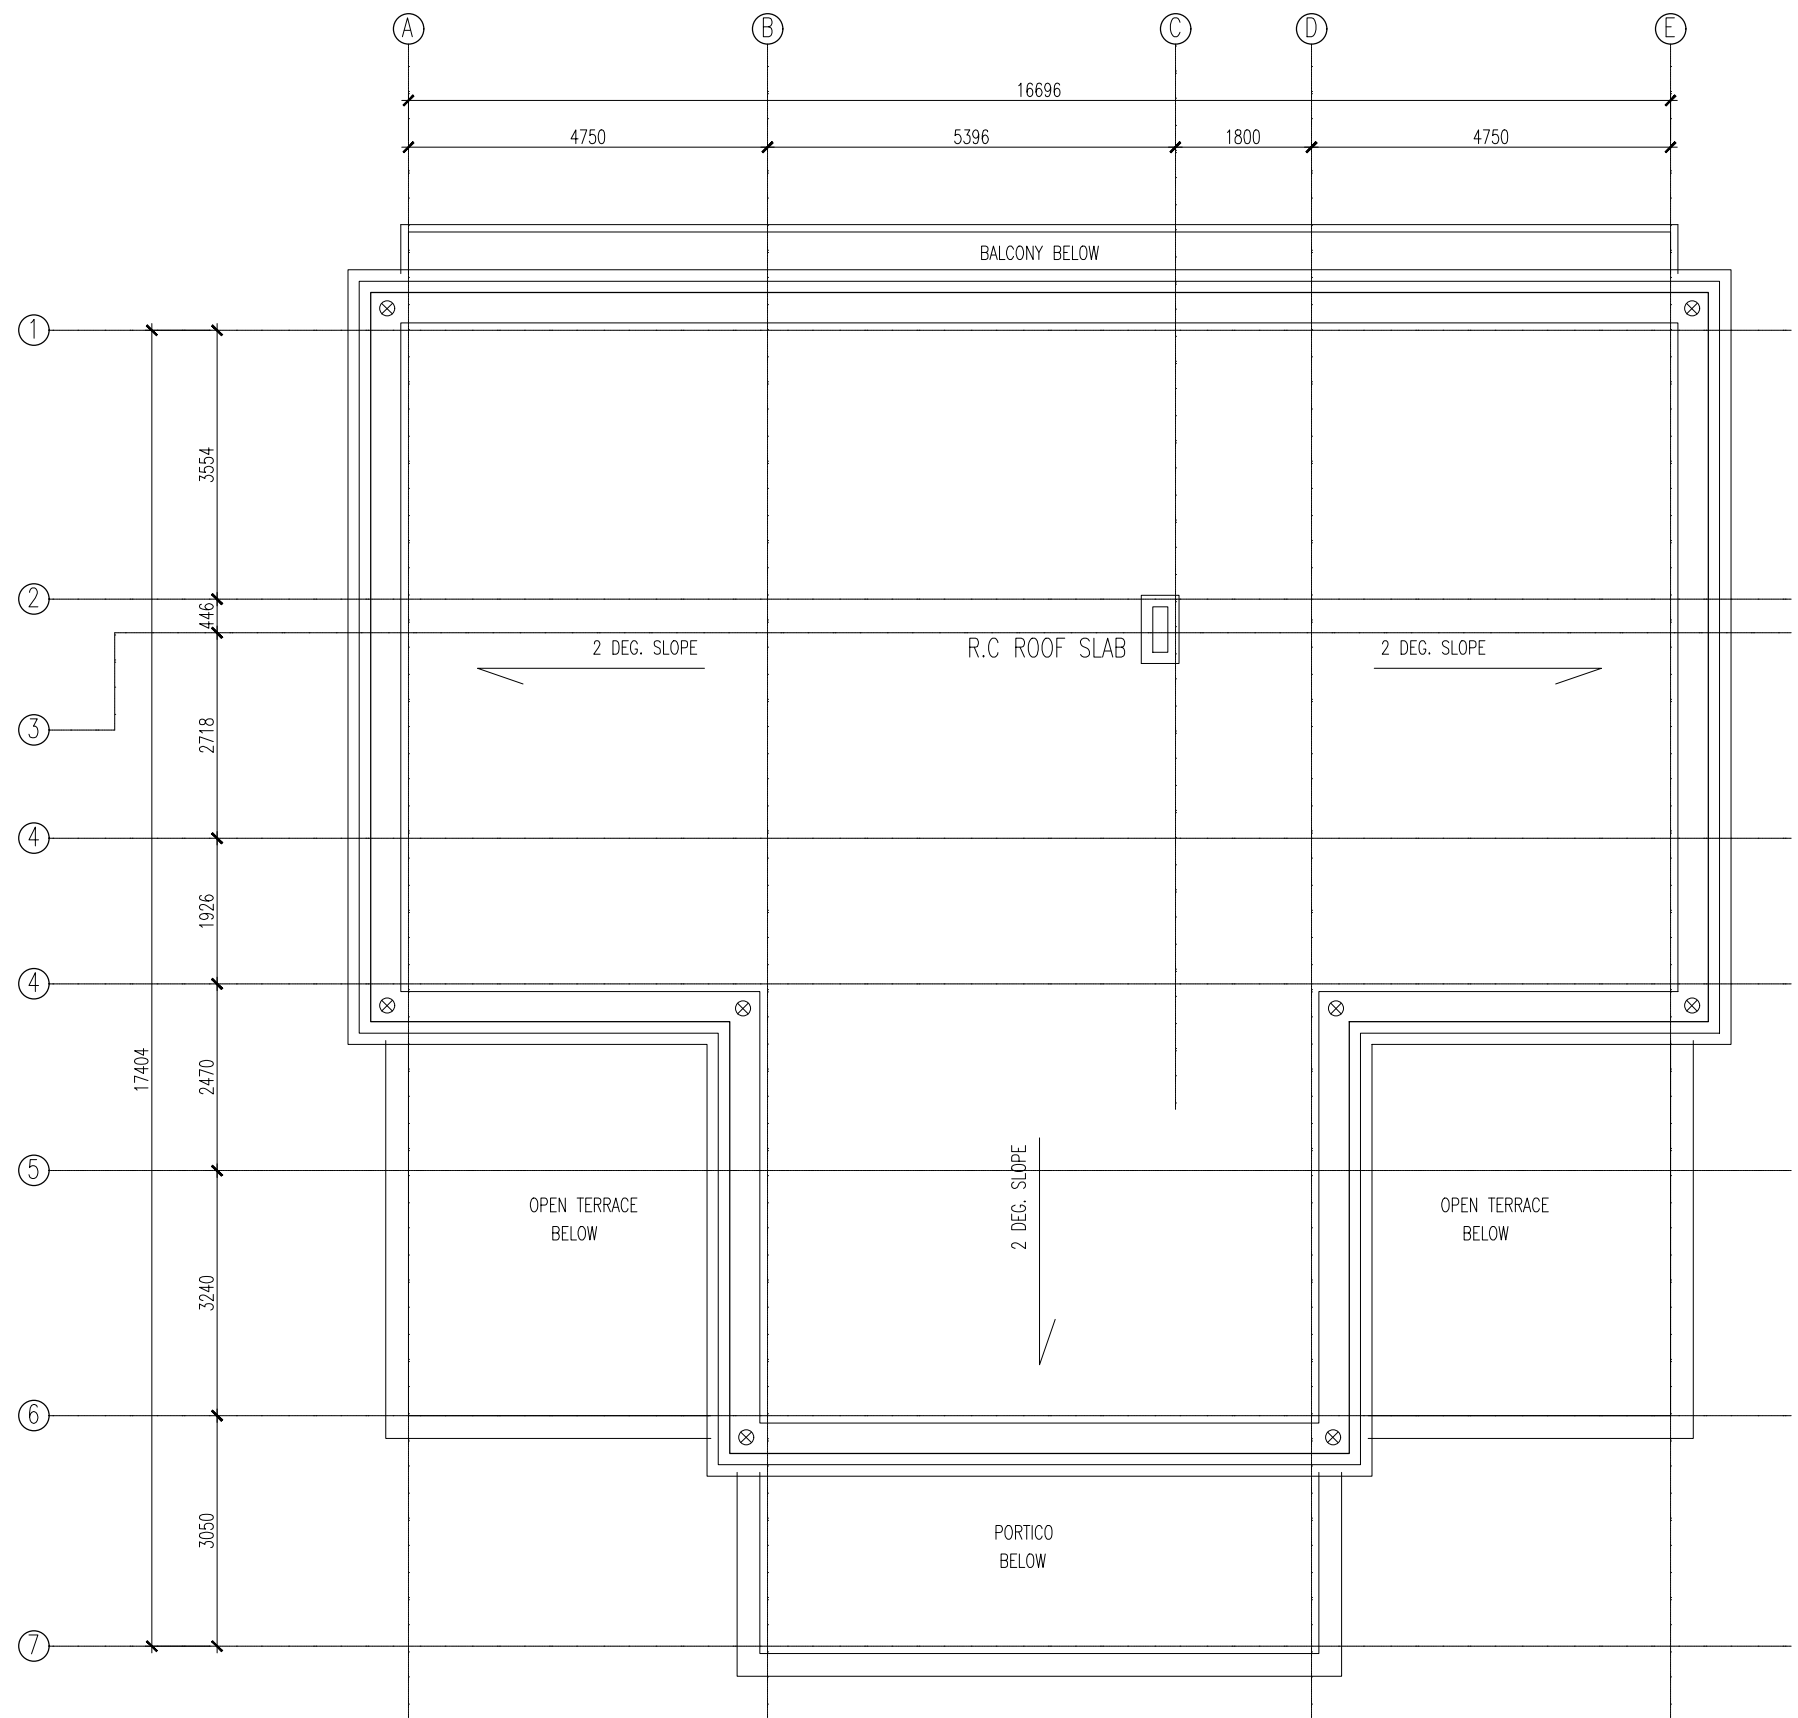 A B C D E
16696
4750 5396 1800 4750
BALCONY BELOW
1
3554
2
446
2 DEG. SLOPE R.C ROOF SLAB 2 DEG. SLOPE
3
2718
4
1926
4
17404
2470
5
2 DEG. SLOPE
OPEN TERRACE
BELOW
OPEN TERRACE
BELOW
3240
6
3050
PORTICO
BELOW
7